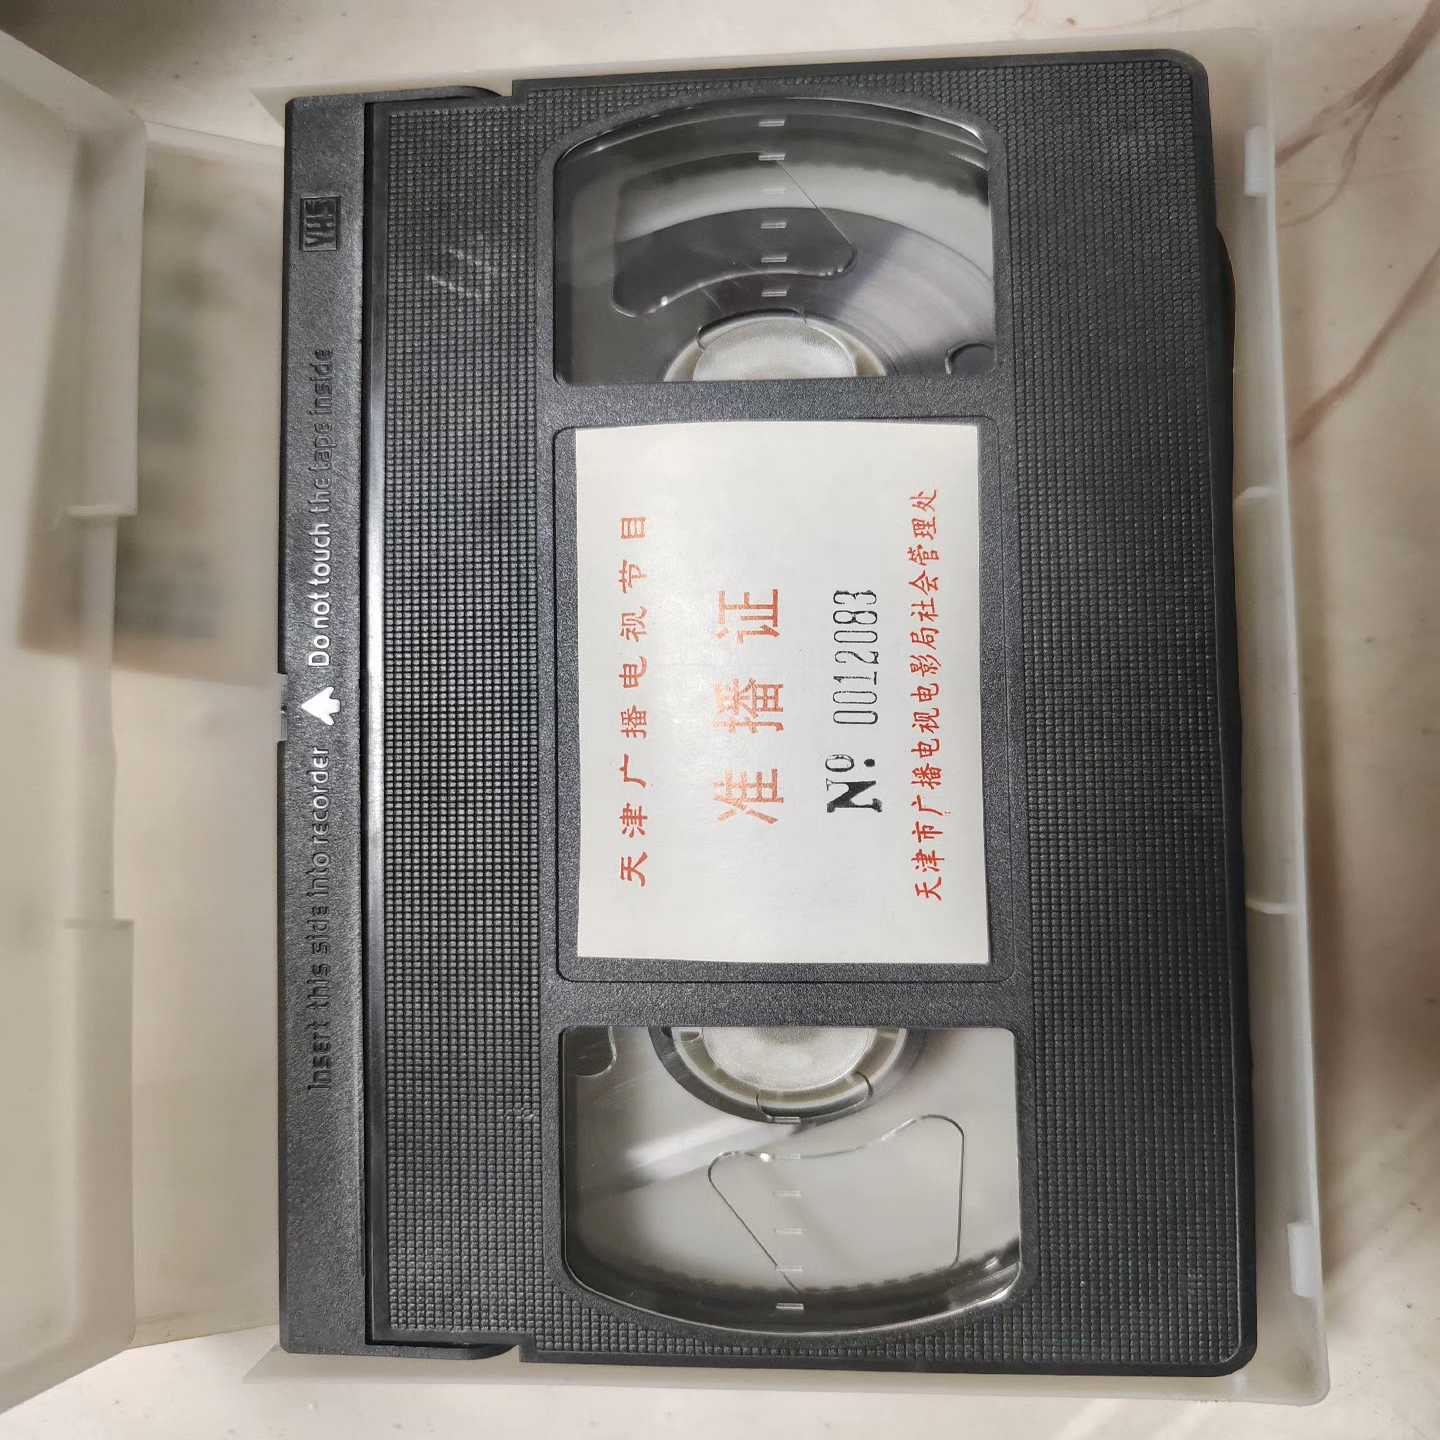 VHS
Insert this side into recorder Do not touch the tape inside
天津广播电视节目
准播证
No. 0012083
天津市广播电视电影局社会管理处